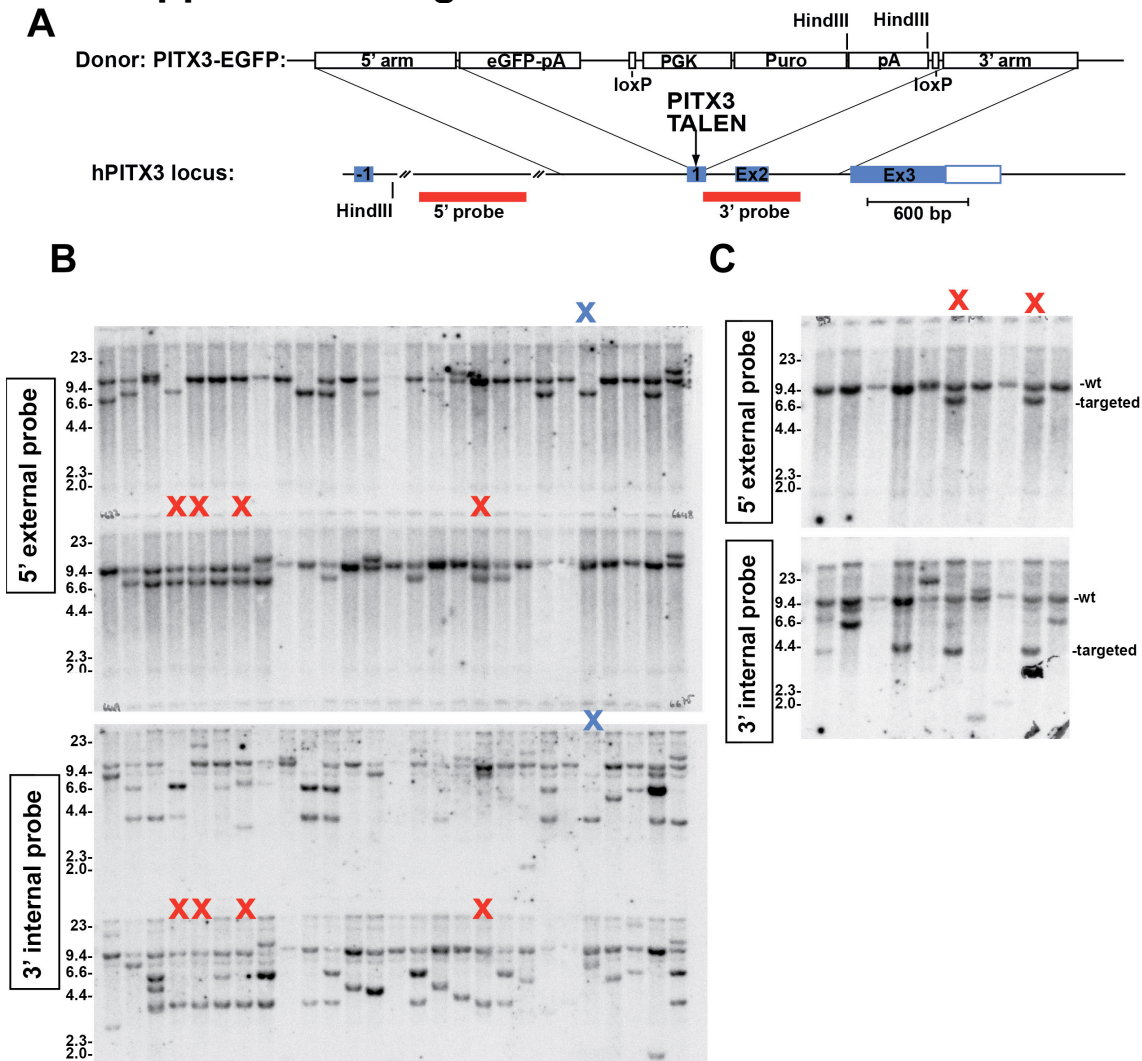 A
HindIII HindIII
Donor: PITX3-EGFP: 5' arm eGFP-pA PGK Puro pA 3' arm
loxP loxP
PITX3
TALEN
hPITX3 locus: -1 // // 1 Ex2 Ex3
HindIII 5' probe 3' probe 600 bp
B
X
5' external probe
23-
9.4-
6.6-
4.4-
2.3-
2.0-
X X X X
23-
9.4-
6.6-
4.4-
2.3-
X
3' internal probe
23-
9.4-
6.6-
4.4-
2.3-
2.0-
X X X X
23-
9.4-
6.6-
4.4-
2.3-
2.0-
C
X X
5' external probe
23-
9.4-
6.6-
4.4-
2.3-
2.0-
-wt
-targeted
3' internal probe
23-
9.4-
6.6-
4.4-
2.3-
2.0-
-wt
-targeted